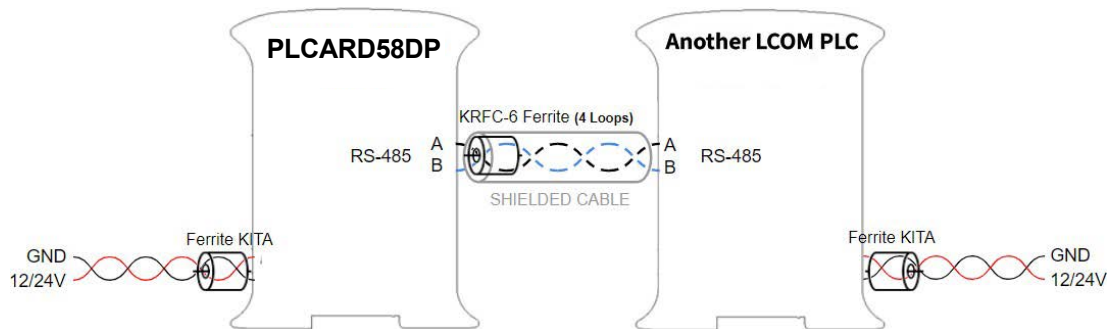 PLCARD58DP
Another LCOM PLC
KRFC-6 Ferrite (4 Loops)
RS-485
A
B
A
B
RS-485
SHIELDED CABLE
Ferrite KITA
GND
12/24V
Ferrite KITA
GND
12/24V